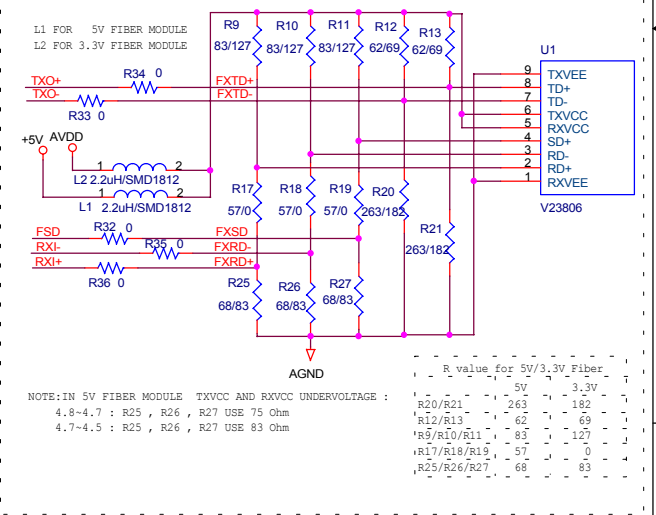 L1 FOR 5V FIBER MODULE
L2 FOR 3.3V FIBER MODULE
R9 R10 R11 R12 R13
83/127 83/127 83/127 62/69 62/69
U1
9 TXVEE
8 TD+
7 TD-
6 TXVCC
5 RXVCC
4 SD+
3 RD-
2 RD+
1 RXVEE
V23806
TXO+ R34 0 FXTD+
TXO- R33 0 FXTD-
+5V AVDD
1 2
L2 2.2uH/SMD1812
1 2
L1 2.2uH/SMD1812
R17 R18 R19 R20 R21
57/0 57/0 57/0 263/182 263/182
FSD R32 0 FXSD
RXI- R35 0 FXRD-
RXI+ R36 0 FXRD+
R25 R26 R27
68/83 68/83 68/83
AGND
NOTE:IN 5V FIBER MODULE TXVCC AND RXVCC UNDERVOLTAGE :
4.8~4.7 : R25 , R26 , R27 USE 75 Ohm
4.7~4.5 : R25 , R26 , R27 USE 83 Ohm
R value for 5V/3.3V Fiber
5V 3.3V
R20/R21 263 182
R12/R13 62 69
R9/R10/R11 83 127
R17/R18/R19 57 0
R25/R26/R27 68 83